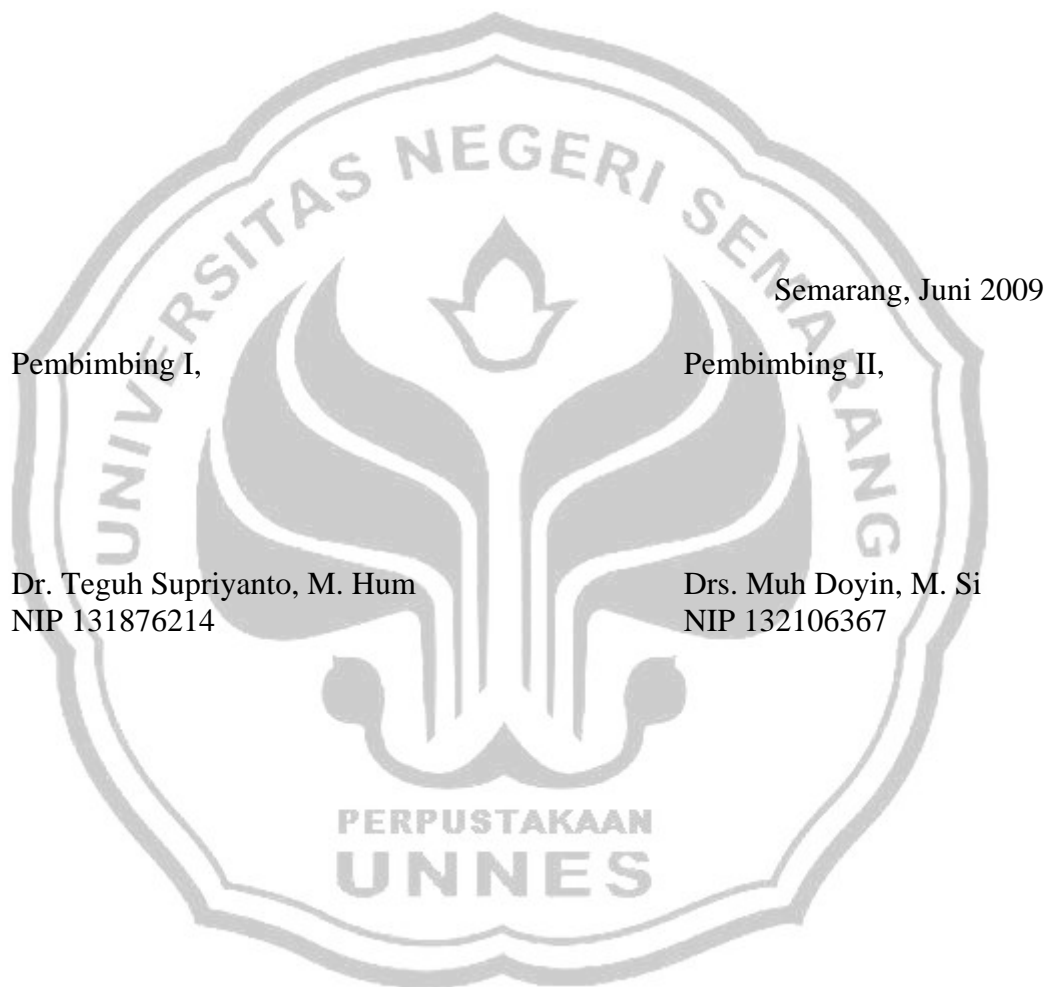 UNIVERSITAS NEGERI SEMARANG
Semarang, Juni 2009
Pembimbing I, Pembimbing II,
Dr. Teguh Supriyanto, M. Hum Drs. Muh Doyin, M. Si
NIP 131876214 NIP 132106367
PERPUSTAKAAN
UNNES